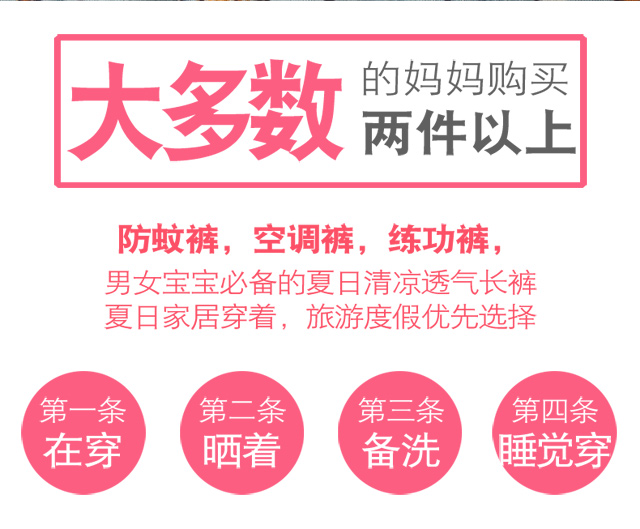 大多数
的妈妈购买
两件以上
防蚊裤，空调裤，练功裤，
男女宝宝必备的夏日清凉透气长裤
夏日家居穿着，旅游度假优先选择
第一条
在穿
第二条
晒着
第三条
备洗
第四条
睡觉穿